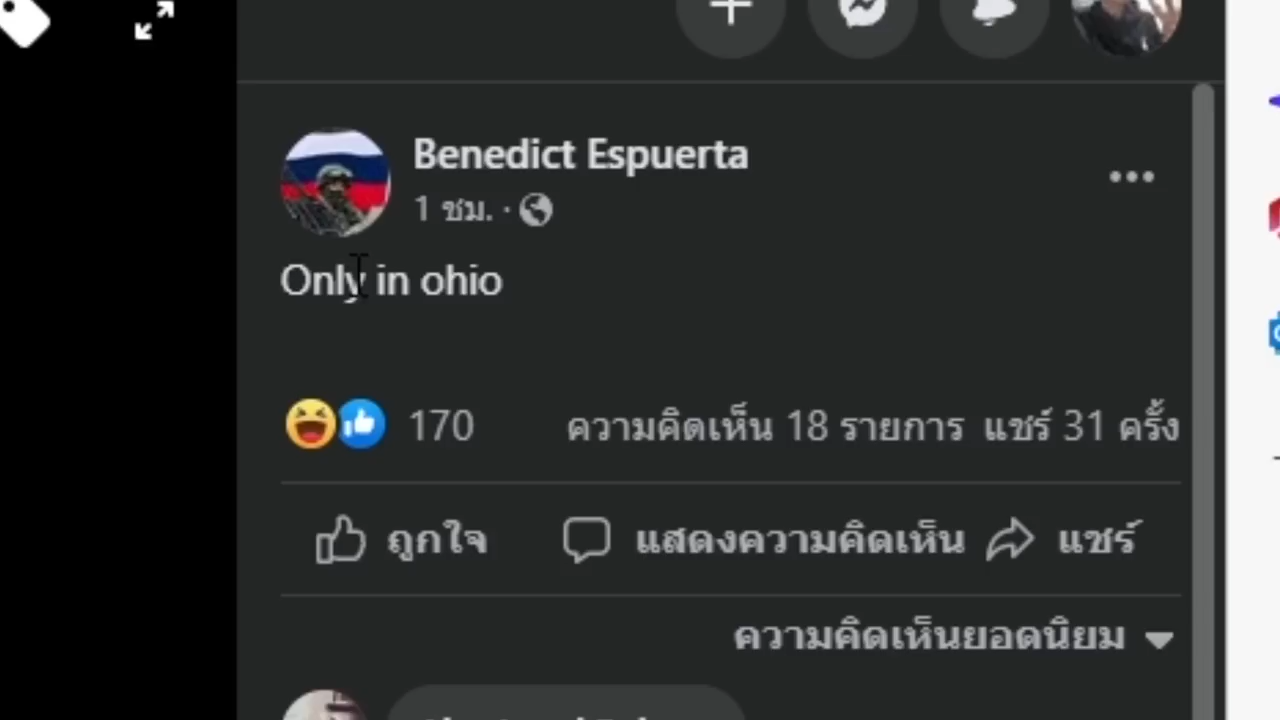 Benedict Espuerta
1 ชม. ·
Only in ohio
170 ความคิดเห็น 18 รายการ แชร์ 31 ครั้ง
ถูกใจ แสดงความคิดเห็น แชร์
ความคิดเห็นยอดนิยม